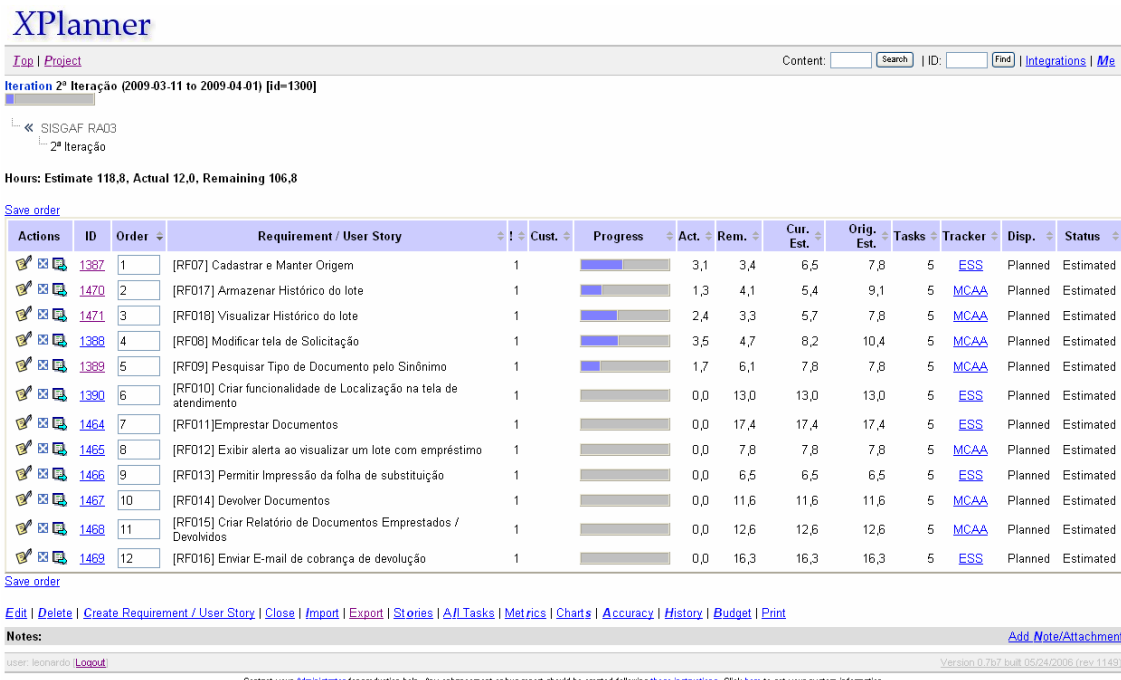 XPlanner
Top | Project Content: Search | ID: Find | Integrations | Me
Iteration 2ª Iteração (2009-03-11 to 2009-04-01) [id=1300]
« SISGAF RA03
2ª Iteração
Hours: Estimate 118,8, Actual 12,0, Remaining 106,8
Save order
Actions ID Order Requirement / User Story ! Cust. Progress Act. Rem. Cur. Est. Orig. Est. Tasks Tracker Disp. Status
1387 1 [RF07] Cadastrar e Manter Origem 1 3,1 3,4 6,5 7,8 5 ESS Planned Estimated
1470 2 [RF017] Armazenar Histórico do lote 1 1,3 4,1 5,4 9,1 5 MCAA Planned Estimated
1471 3 [RF018] Visualizar Histórico do lote 1 2,4 3,3 5,7 7,8 5 MCAA Planned Estimated
1388 4 [RF08] Modificar tela de Solicitação 1 3,5 4,7 8,2 10,4 5 MCAA Planned Estimated
1389 5 [RF09] Pesquisar Tipo de Documento pelo Sinônimo 1 1,7 6,1 7,8 7,8 5 MCAA Planned Estimated
1390 6 [RF010] Criar funcionalidade de Localização na tela de
atendimento 1 0,0 13,0 13,0 13,0 5 ESS Planned Estimated
1464 7 [RF011]Emprestar Documentos 1 0,0 17,4 17,4 17,4 5 ESS Planned Estimated
1465 8 [RF012] Exibir alerta ao visualizar um lote com empréstimo 1 0,0 7,8 7,8 7,8 5 MCAA Planned Estimated
1466 9 [RF013] Permitir Impressão da folha de substituição 1 0,0 6,5 6,5 6,5 5 ESS Planned Estimated
1467 10 [RF014] Devolver Documentos 1 0,0 11,6 11,6 11,6 5 MCAA Planned Estimated
1468 11 [RF015] Criar Relatório de Documentos Emprestados /
Devolvidos 1 0,0 12,6 12,6 12,6 5 MCAA Planned Estimated
1469 12 [RF016] Enviar E-mail de cobrança de devolução 1 0,0 16,3 16,3 16,3 5 ESS Planned Estimated
Save order
Edit | Delete | Create Requirement / User Story | Close | Import | Export | Stories | All Tasks | Metrics | Charts | Accuracy | History | Budget | Print
Notes: Add Note/Attachment
user: leonardo [Logout] Version 0.7b7 built 05/24/2006 (rev 1149)